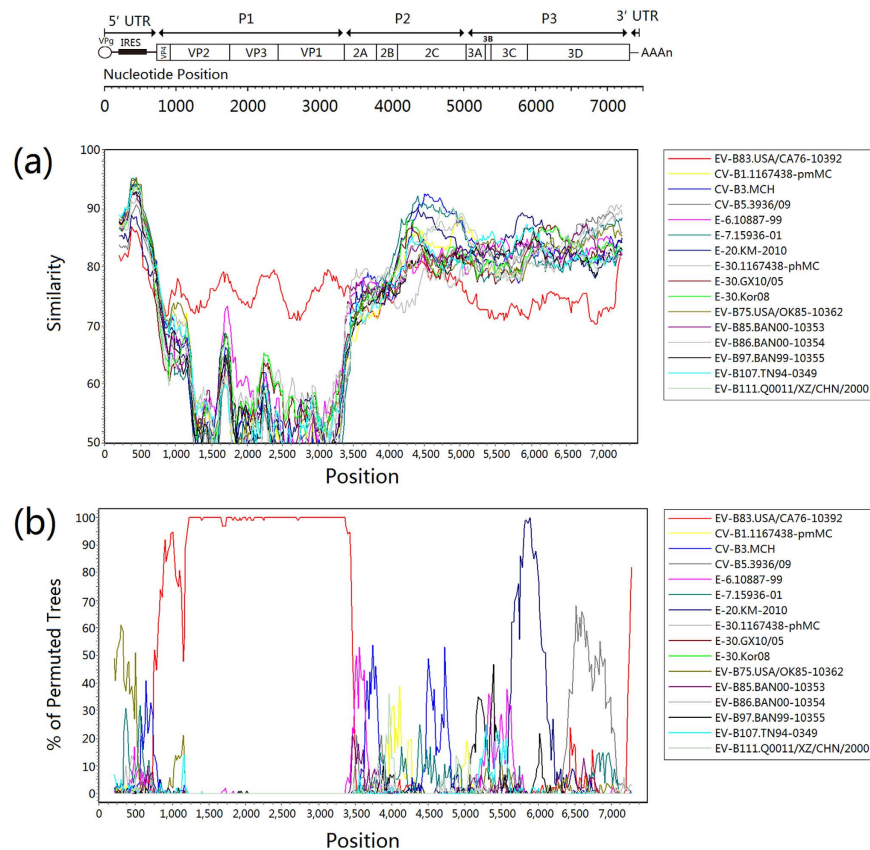 5′ UTR P1 P2 P3 3′ UTR
VPg IRES VP4 VP2 VP3 VP1 2A 2B 2C 3A 3B 3C 3D AAAn
Nucleotide Position
0 1000 2000 3000 4000 5000 6000 7000
(a)
100
90
80
70
60
50
Similarity
0 500 1,000 1,500 2,000 2,500 3,000 3,500 4,000 4,500 5,000 5,500 6,000 6,500 7,000
Position
EV-B83.USA/CA76-10392
CV-B1.1167438-pmMC
CV-B3.MCH
CV-B5.3936/09
E-6.10887-99
E-7.15936-01
E-20.KM-2010
E-30.1167438-phMC
E-30.GX10/05
E-30.Kor08
EV-B75.USA/OK85-10362
EV-B85.BAN00-10353
EV-B86.BAN00-10354
EV-B97.BAN99-10355
EV-B107.TN94-0349
EV-B111.Q0011/XZ/CHN/2000
(b)
100
90
80
70
60
50
40
30
20
10
0
% of Permuted Trees
0 500 1,000 1,500 2,000 2,500 3,000 3,500 4,000 4,500 5,000 5,500 6,000 6,500 7,000
Position
EV-B83.USA/CA76-10392
CV-B1.1167438-pmMC
CV-B3.MCH
CV-B5.3936/09
E-6.10887-99
E-7.15936-01
E-20.KM-2010
E-30.1167438-phMC
E-30.GX10/05
E-30.Kor08
EV-B75.USA/OK85-10362
EV-B85.BAN00-10353
EV-B86.BAN00-10354
EV-B97.BAN99-10355
EV-B107.TN94-0349
EV-B111.Q0011/XZ/CHN/2000